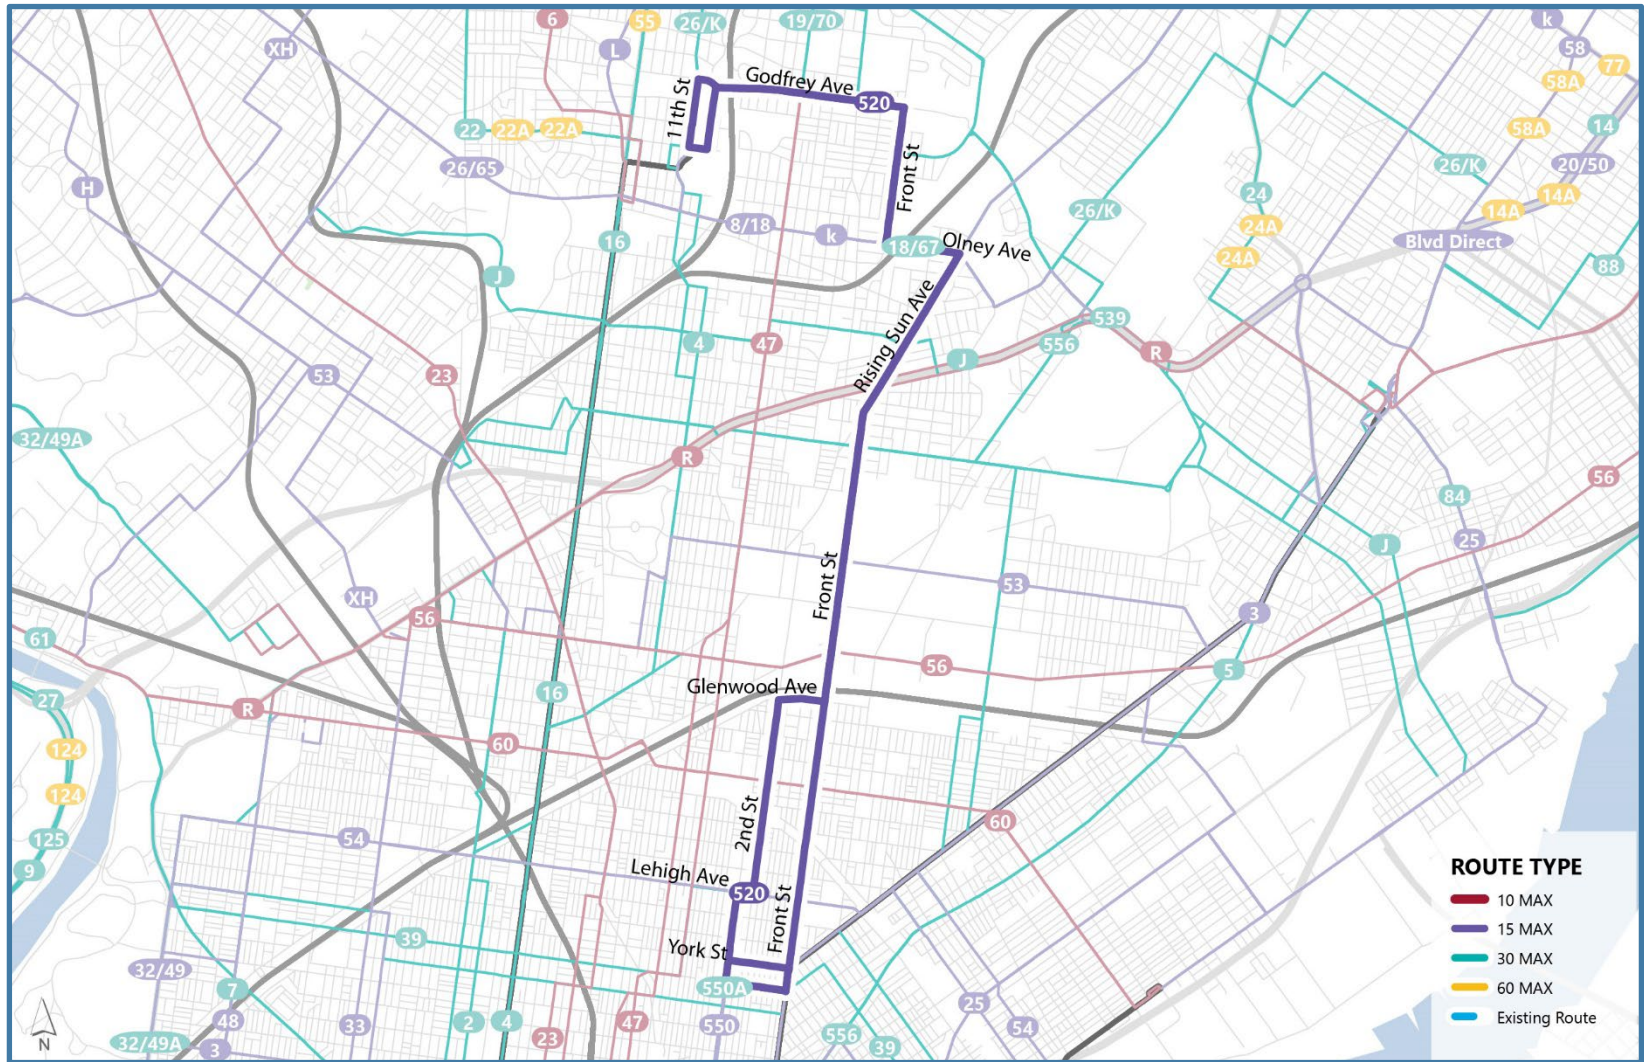 6
55
26/K
19/70
k
XH
L
58
77
58A
11th St
Godfrey Ave
520
22
22A
22A
14
58A
26/65
Front St
26/K
20/50
H
24
14A
14A
26/K
8/18
k
24A
16
18/67
Olney Ave
Blvd Direct
24A
88
J
Rising Sun Ave
539
4
47
556
R
53
23
J
32/49A
R
56
84
25
J
Front St
53
XH
56
3
61
56
5
16
Glenwood Ave
27
R
60
124
124
2nd St
60
125
54
9
Lehigh Ave
520
Front St
39
York St
32/49
7
550A
25
48
33
2
4
23
47
550
54
556
39
32/49A
3
N
ROUTE TYPE
10 MAX
15 MAX
30 MAX
60 MAX
Existing Route